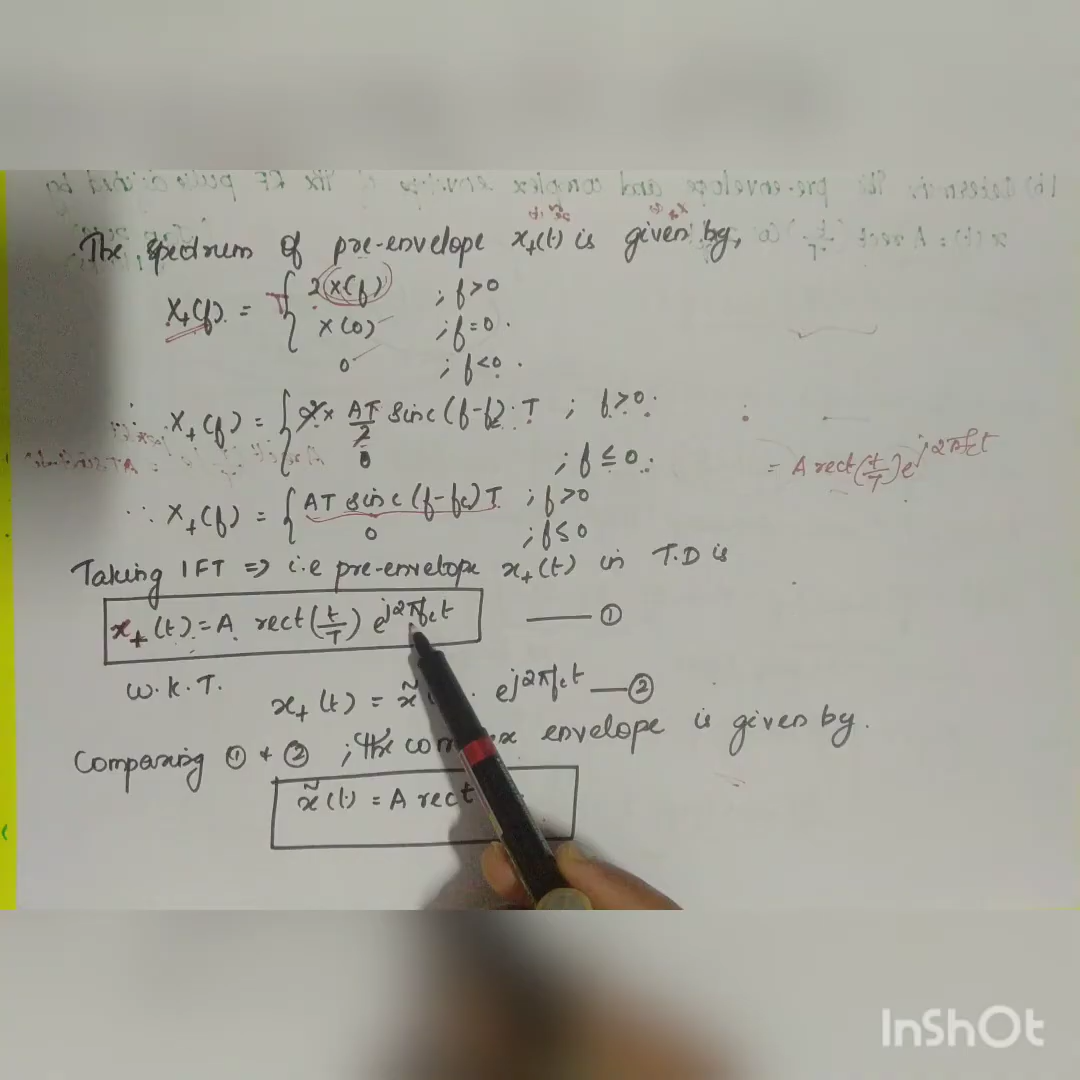 The spectrum of pre-envelope x₊(t) is given by,
X₊(f) = { 2X(f) ; f>0
X(0) ; f=0.
0 ; f<0.
∴ X₊(f) = { 2 x AT/2 sinc(f-fc).T ; f>0.
0 ; f≤0.
= A rect(t/T) e^j2πfct
∴ X₊(f) = { AT sinc(f-fc)T ; f>0
0 ; f≤0
Taking IFT => i.e pre-envelope x₊(t) in T.D is
x₊(t) = A rect(t/T) e^j2πfct —— ①
W.K.T.
x₊(t) = x̃ . e^j2πfct — ②
Comparing ① + ② ; the envelope is given by.
x̃(t) = A rect
InShOt